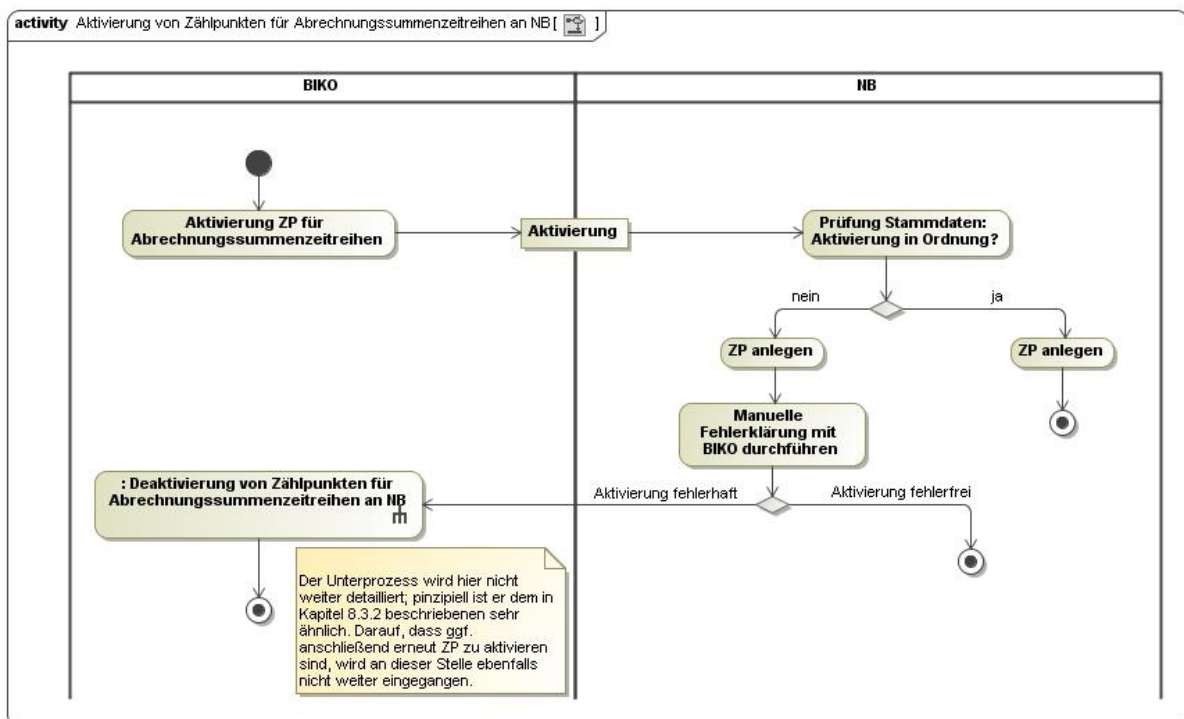 activity Aktivierung von Zählpunkten für Abrechnungssummenzeitreihen an NB [ ]
BIKO
NB
Aktivierung ZP für
Abrechnungssummenzeitreihen
Aktivierung
Prüfung Stammdaten:
Aktivierung in Ordnung?
nein
ja
ZP anlegen
ZP anlegen
Manuelle
Fehlerklärung mit
BIKO durchführen
: Deaktivierung von Zählpunkten für
Abrechnungssummenzeitreihen an NB
Aktivierung fehlerhaft
Aktivierung fehlerfrei
Der Unterprozess wird hier nicht
weiter detailliert; pinzipiell ist er dem in
Kapitel 8.3.2 beschriebenen sehr
ähnlich. Darauf, dass ggf.
anschließend erneut ZP zu aktivieren
sind, wird an dieser Stelle ebenfalls
nicht weiter eingegangen.